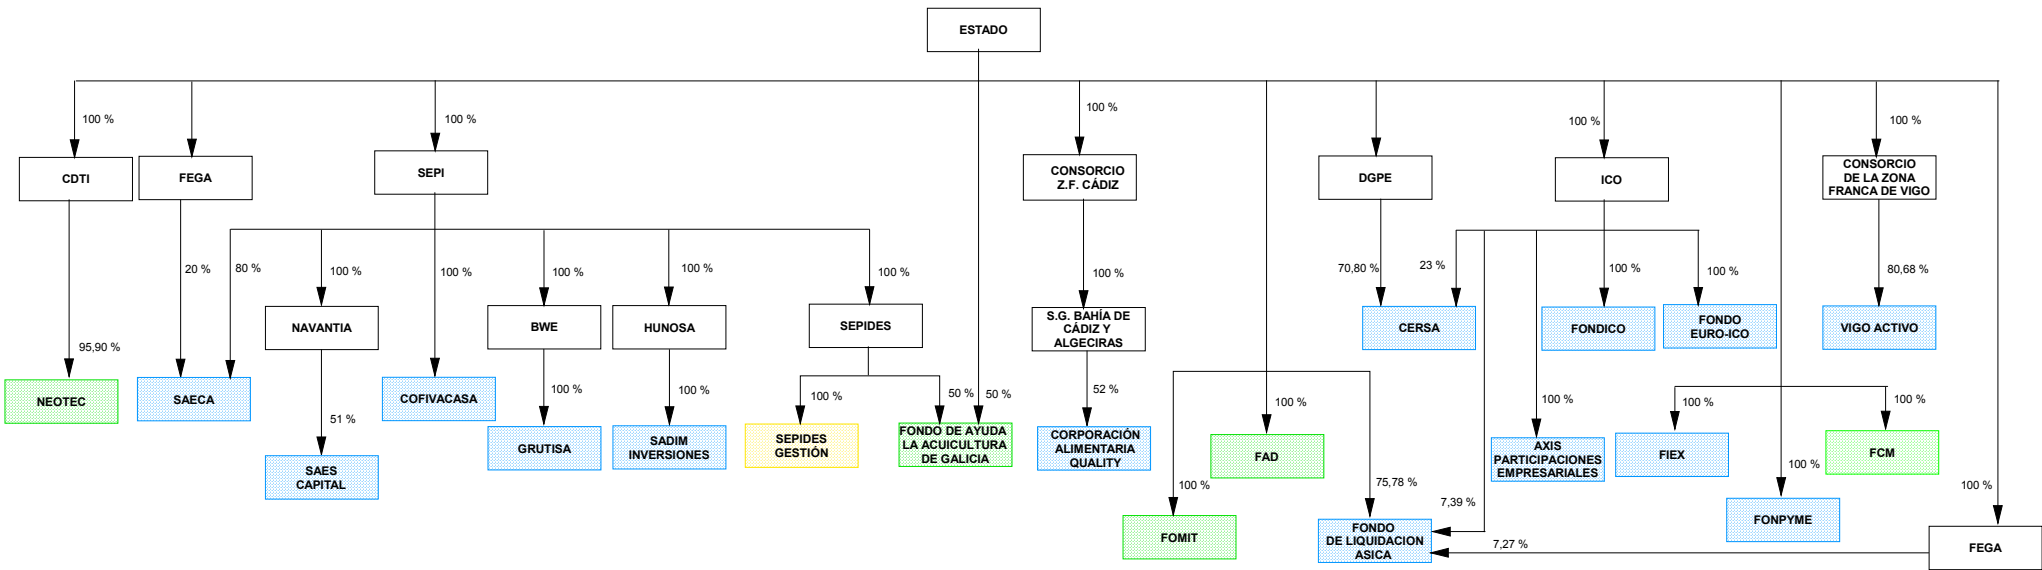 ESTADO
100 %
100 %
100 %
100 %
100 %
CDTI
FEGA
SEPI
CONSORCIO
Z.F. CÁDIZ
DGPE
ICO
CONSORCIO
DE LA ZONA
FRANCA DE VIGO
20 %
80 %
100 %
100 %
100 %
100 %
100 %
100 %
70,80 %
23 %
100 %
100 %
80,68 %
NAVANTIA
BWE
HUNOSA
SEPIDES
S.G. BAHÍA DE
CÁDIZ Y
ALGECIRAS
CERSA
FONDICO
FONDO
EURO-ICO
VIGO ACTIVO
95,90 %
NEOTEC
SAECA
COFIVACASA
100 %
100 %
100 %
50 %
50 %
52 %
100 %
100 %
100 %
100 %
51 %
SAES
CAPITAL
GRUTISA
SADIM
INVERSIONES
SEPIDES
GESTIÓN
FONDO DE AYUDA
LA ACUICULTURA
DE GALICIA
CORPORACIÓN
ALIMENTARIA
QUALITY
FAD
AXIS
PARTICIPACIONES
EMPRESARIALES
FIEX
FCM
100 %
75,78 %
7,39 %
100 %
100 %
FOMIT
FONDO
DE LIQUIDACION
ASICA
7,27 %
FONPYME
FEGA